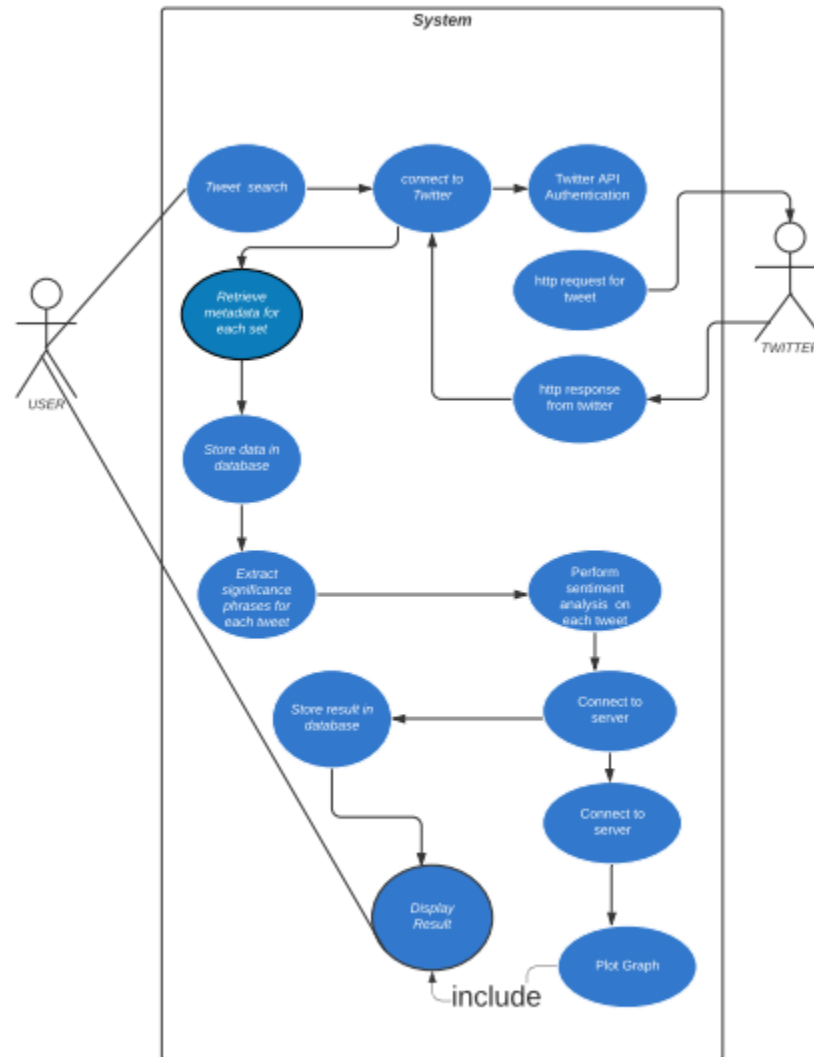 System
Tweet search
connect to
Twitter
Twitter API
Authentication
Retrieve
metadata for
each set
http request for
tweet
TWITTER
USER
http response
from twitter
Store data in
database
Extract
significance
phrases for
each tweet
Perform
sentiment
analysis on
each tweet
Store result in
database
Connect to
server
Connect to
server
Display
Result
Plot Graph
include